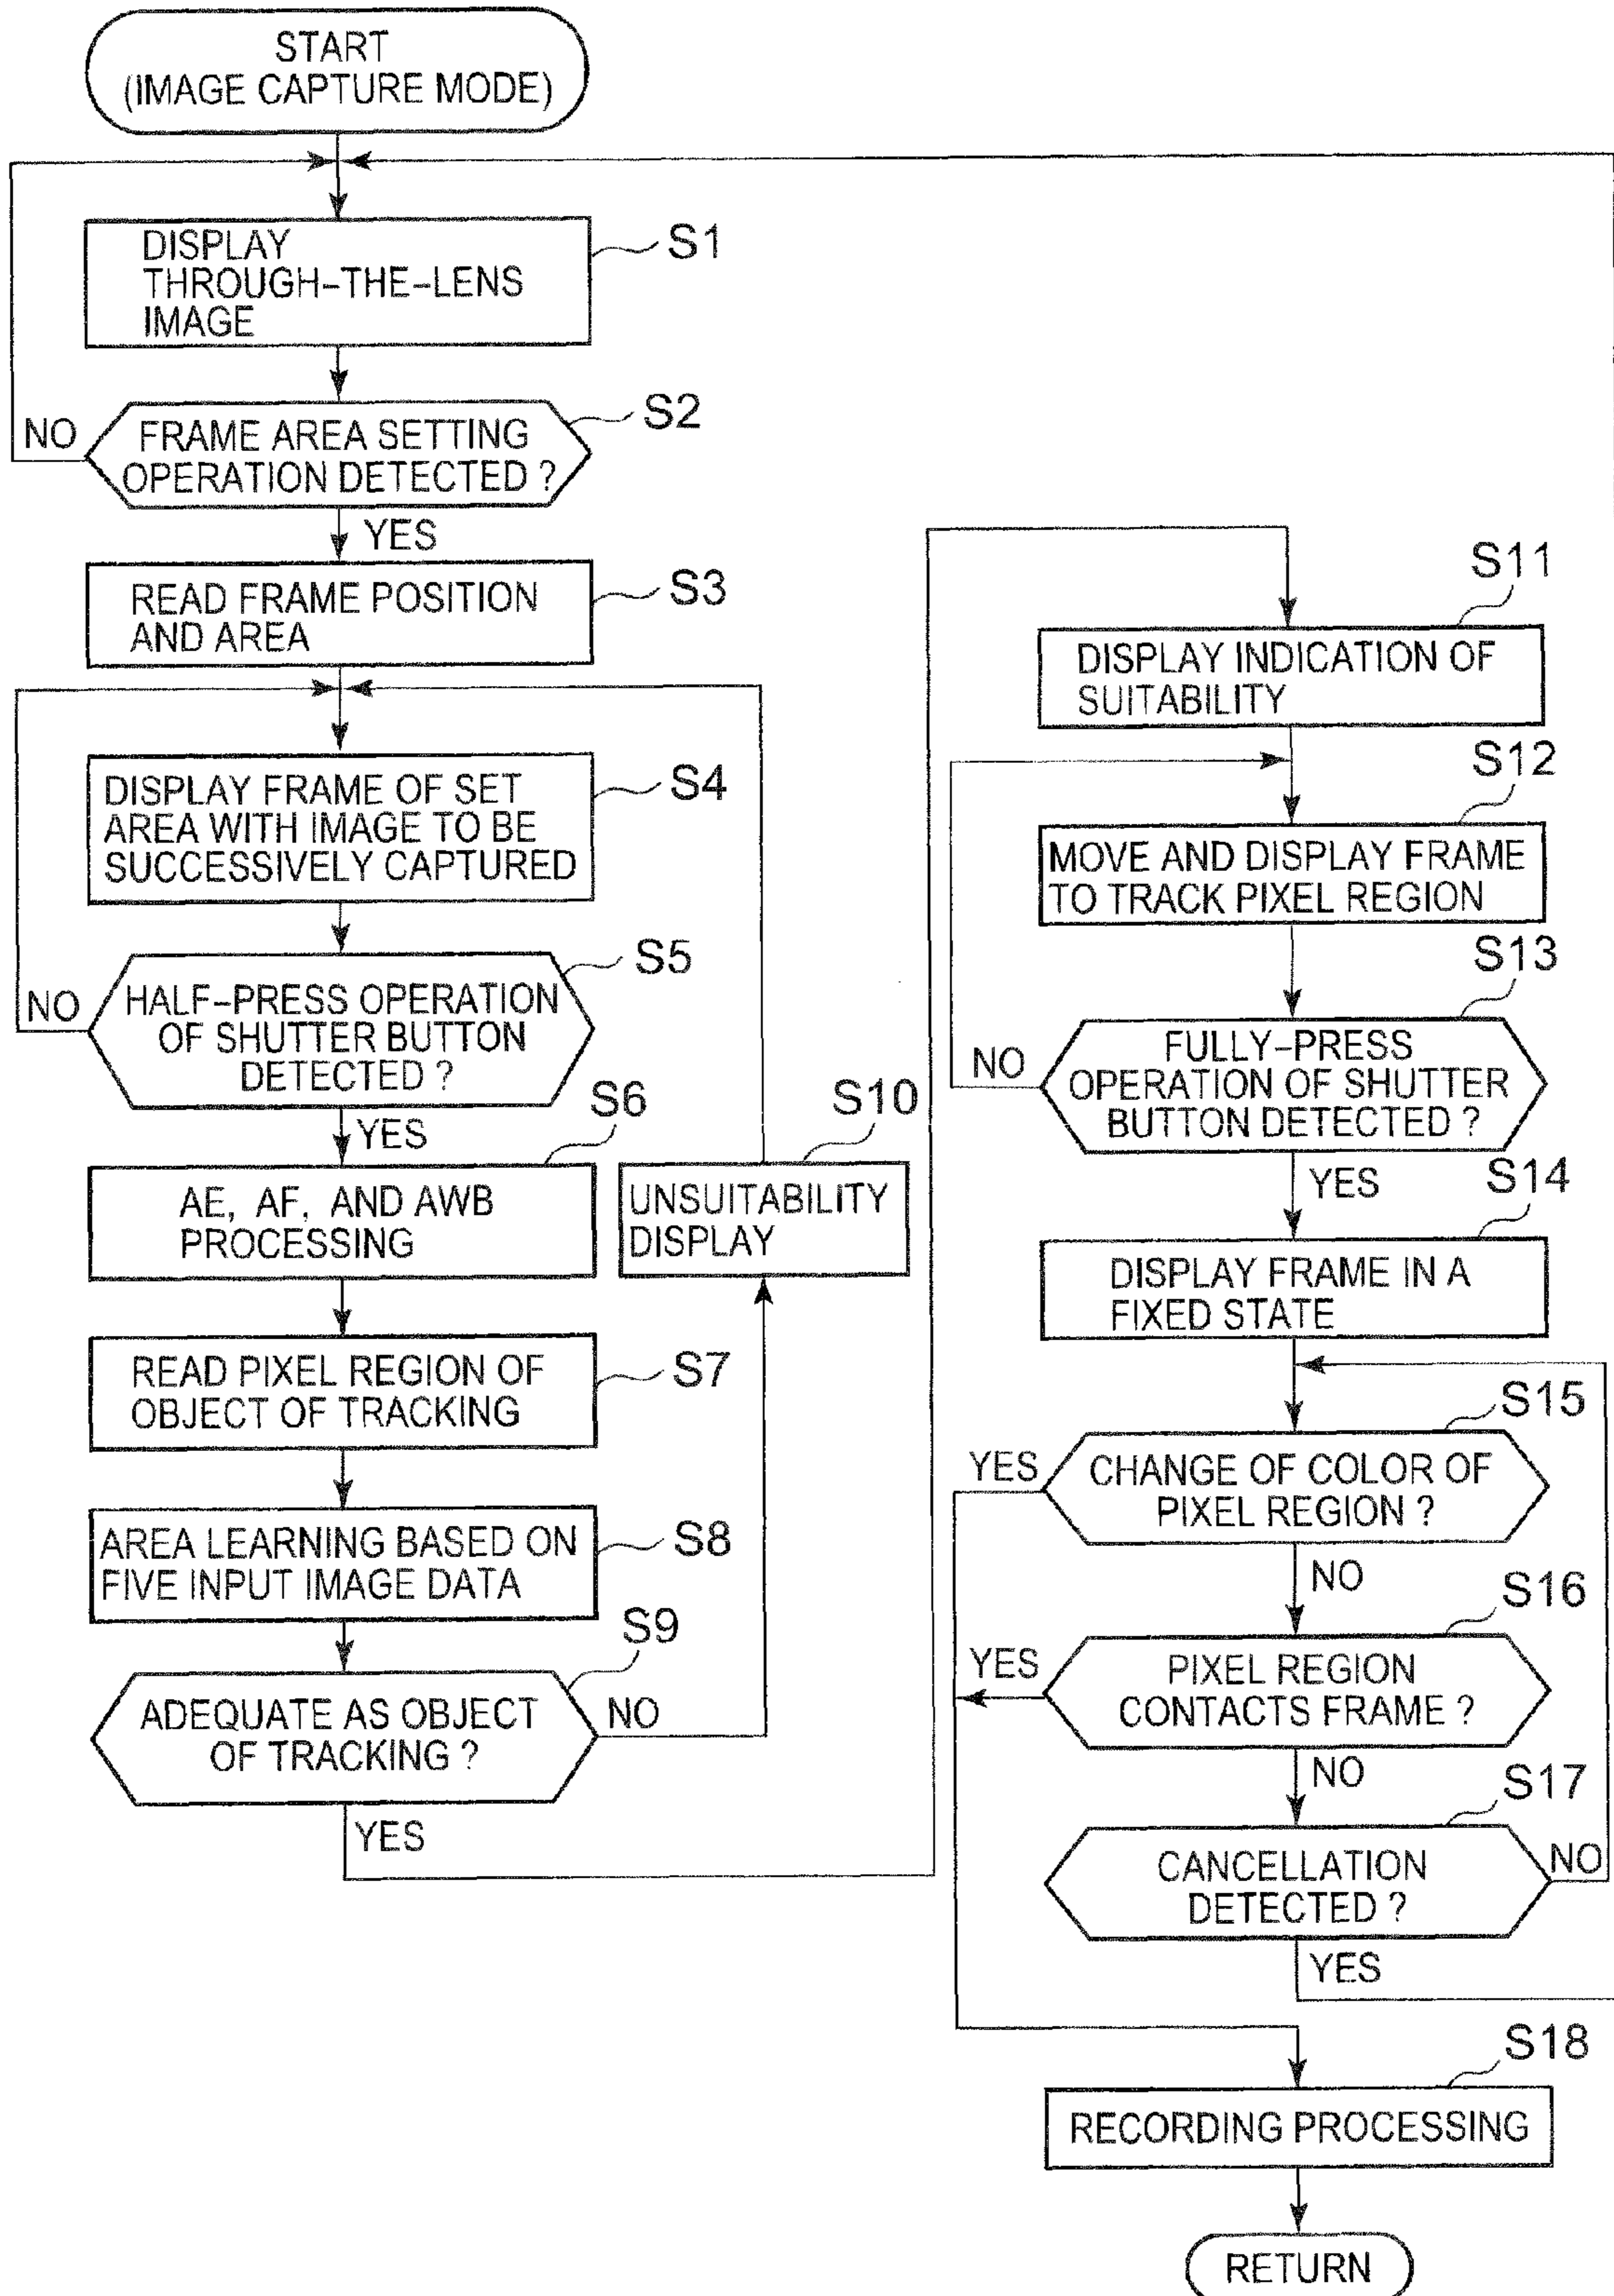 START
(IMAGE CAPTURE MODE)
DISPLAY
THROUGH-THE-LENS
IMAGE
S1
FRAME AREA SETTING
OPERATION DETECTED ?
S2
NO
YES
READ FRAME POSITION
AND AREA
S3
DISPLAY FRAME OF SET
AREA WITH IMAGE TO BE
SUCCESSIVELY CAPTURED
S4
HALF-PRESS OPERATION
OF SHUTTER BUTTON
DETECTED ?
S5
NO
YES
AE, AF, AND AWB
PROCESSING
S6
READ PIXEL REGION OF
OBJECT OF TRACKING
S7
AREA LEARNING BASED ON
FIVE INPUT IMAGE DATA
S8
ADEQUATE AS OBJECT
OF TRACKING ?
S9
NO
YES
UNSUITABILITY
DISPLAY
S10
DISPLAY INDICATION OF
SUITABILITY
S11
MOVE AND DISPLAY FRAME
TO TRACK PIXEL REGION
S12
FULLY-PRESS
OPERATION OF SHUTTER
BUTTON DETECTED ?
S13
NO
YES
DISPLAY FRAME IN A
FIXED STATE
S14
CHANGE OF COLOR OF
PIXEL REGION ?
S15
YES
NO
PIXEL REGION
CONTACTS FRAME ?
S16
YES
NO
CANCELLATION
DETECTED ?
S17
NO
YES
RECORDING PROCESSING
S18
RETURN